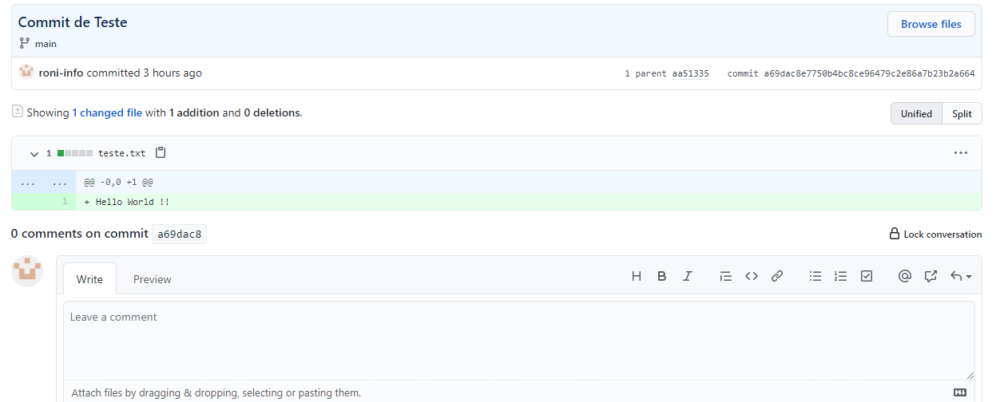 Commit de Teste
Browse files
main
roni-info committed 3 hours ago
1 parent aa51335 commit a69dac8e7750b4bc8ce96479c2e86a7b23b2a664
Showing 1 changed file with 1 addition and 0 deletions.
Unified Split
1 teste.txt
... ... @@ -0,0 +1 @@
1 + Hello World !!
0 comments on commit a69dac8
Lock conversation
Write Preview
Leave a comment
Attach files by dragging & dropping, selecting or pasting them.